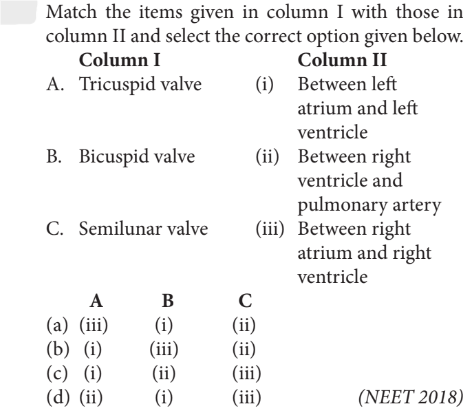 Match the items given in column I with those in
column II and select the correct option given below.
Column I Column II
A. Tricuspid valve (i) Between left
atrium and left
ventricle
B. Bicuspid valve (ii) Between right
ventricle and
pulmonary artery
C. Semilunar valve (iii) Between right
atrium and right
ventricle
A B C
(a) (iii) (i) (ii)
(b) (i) (iii) (ii)
(c) (i) (ii) (iii)
(d) (ii) (i) (iii) (NEET 2018)